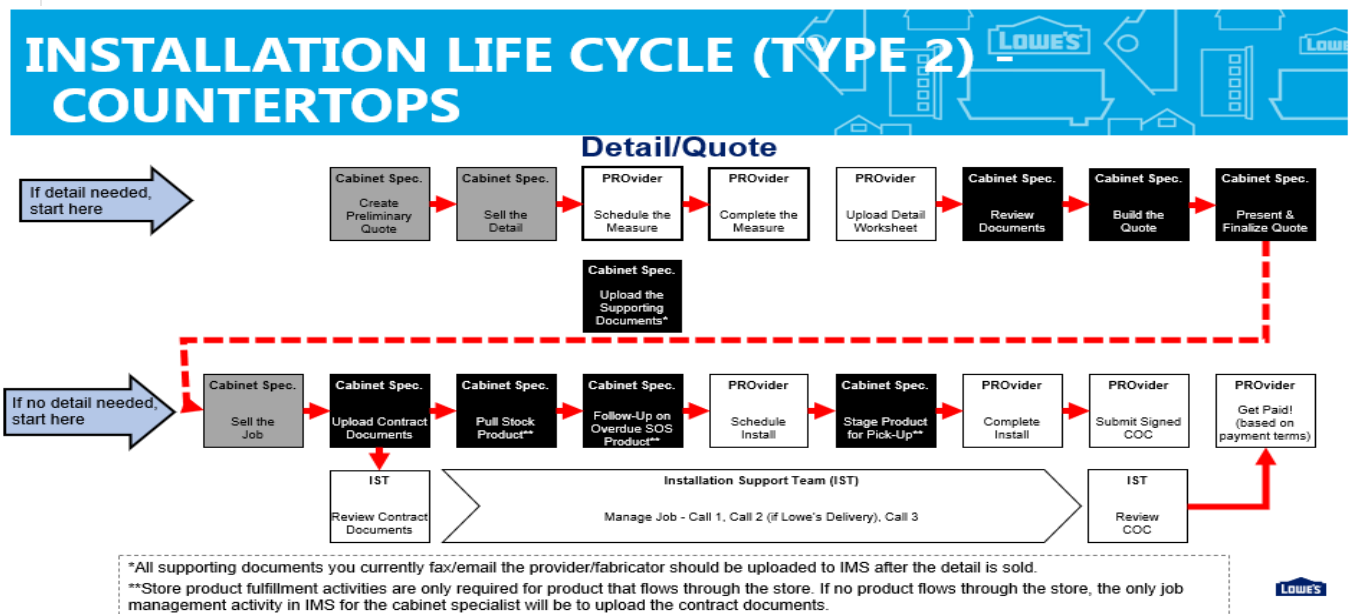 INSTALLATION LIFE CYCLE (TYPE 2) -
COUNTERTOPS
LOWE'S
Detail/Quote
If detail needed,
start here
Cabinet Spec.
Create
Preliminary
Quote
Cabinet Spec.
Sell the
Detail
PROvider
Schedule the
Measure
PROvider
Complete the
Measure
PROvider
Upload Detail
Worksheet
Cabinet Spec.
Review
Documents
Cabinet Spec.
Build the
Quote
Cabinet Spec.
Present &
Finalize Quote
Cabinet Spec.
Upload the
Supporting
Documents*
If no detail needed,
start here
Cabinet Spec.
Sell the
Job
Cabinet Spec.
Upload Contract
Documents
Cabinet Spec.
Pull Stock
Product**
Cabinet Spec.
Follow-Up on
Overdue SOS
Product**
PROvider
Schedule
Install
Cabinet Spec.
Stage Product
for Pick-Up**
PROvider
Complete
Install
PROvider
Submit Signed
COC
PROvider
Get Paid!
(based on
payment terms)
IST
Review Contract
Documents
Installation Support Team (IST)
Manage Job - Call 1, Call 2 (if Lowe's Delivery), Call 3
IST
Review
COC
*All supporting documents you currently fax/email the provider/fabricator should be uploaded to IMS after the detail is sold.
**Store product fulfillment activities are only required for product that flows through the store. If no product flows through the store, the only job
management activity in IMS for the cabinet specialist will be to upload the contract documents.
LOWE'S